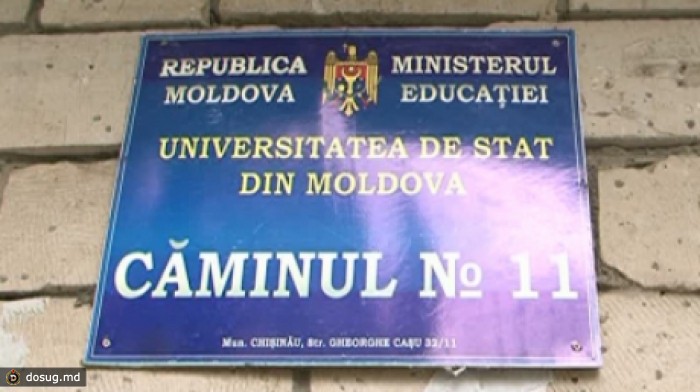 REPUBLICA MOLDOVA
MINISTERUL EDUCAȚIEI
UNIVERSITATEA DE STAT
DIN MOLDOVA
CĂMINUL № 11
Mun. CHIȘINĂU, Str. GHEORGHE CAȘU 32/11
dosug.md